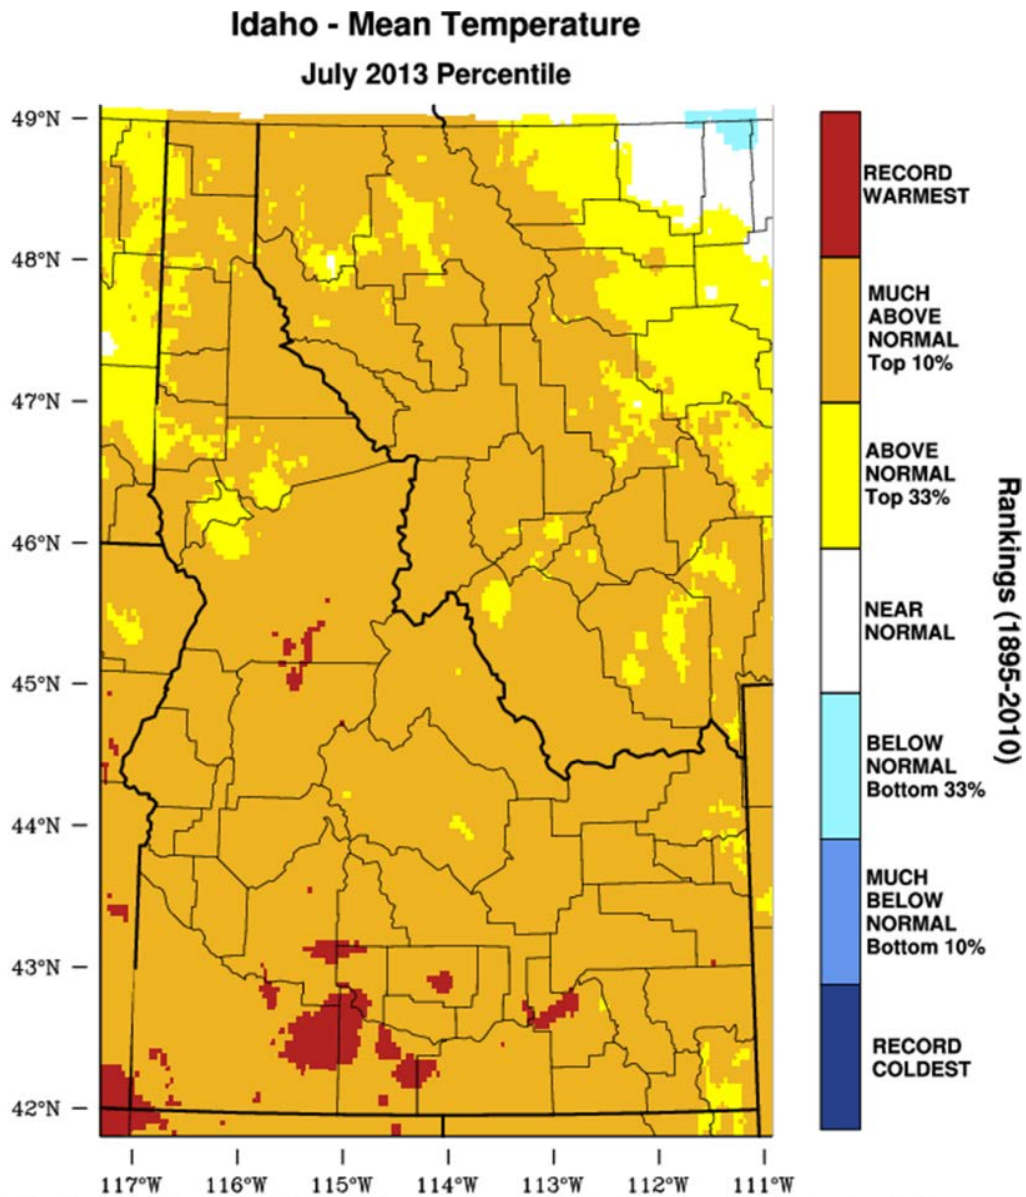 Idaho - Mean Temperature
July 2013 Percentile
49°N
48°N
47°N
46°N
45°N
44°N
43°N
42°N
117°W
116°W
115°W
114°W
113°W
112°W
111°W
RECORD
WARMEST
MUCH
ABOVE
NORMAL
Top 10%
ABOVE
NORMAL
Top 33%
NEAR
NORMAL
BELOW
NORMAL
Bottom 33%
MUCH
BELOW
NORMAL
Bottom 10%
RECORD
COLDEST
Rankings (1895-2010)